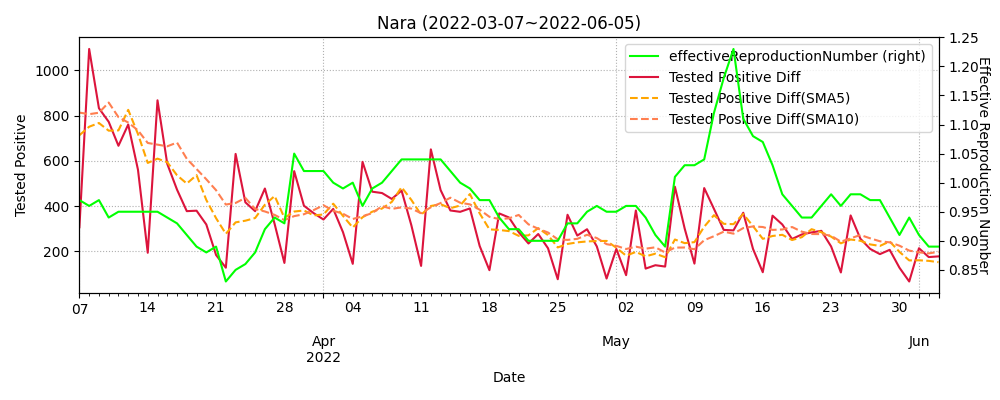 Nara (2022-03-07~2022-06-05)
effectiveReproductionNumber (right)
Tested Positive Diff
Tested Positive Diff(SMA5)
Tested Positive Diff(SMA10)
Tested Positive
1000
800
600
400
200
Effective Reproduction Number
1.25
1.20
1.15
1.10
1.05
1.00
0.95
0.90
0.85
07 14 21 28 04 11 18 25 02 09 16 23 30
Apr May Jun
2022
Date